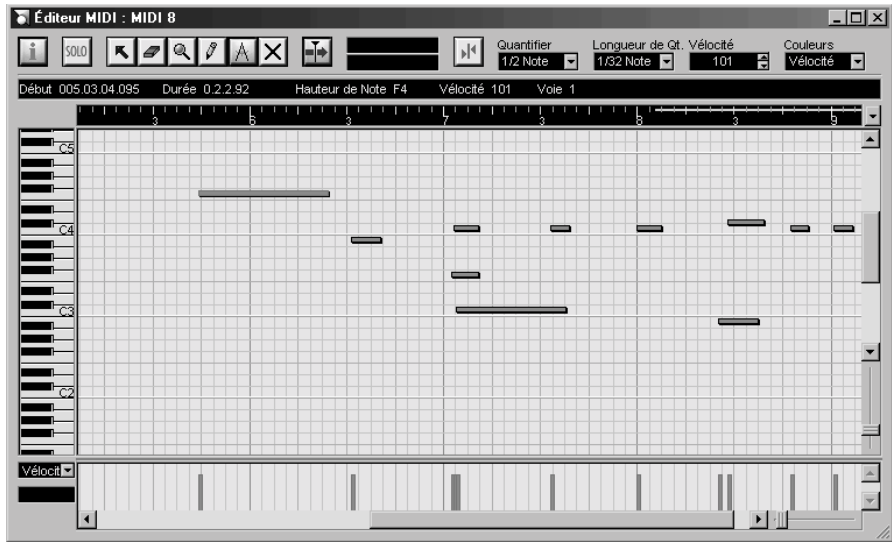 Éditeur MIDI : MIDI 8
i SOLO A Quantifier Longueur de Qt. Vélocité Couleurs
1/2 Note 1/32 Note 101 Vélocité
Début 005.03.04.095 Durée 0.2.2.92 Hauteur de Note F4 Vélocité 101 Voie 1
3 6 3 7 3 8 3 9
C5
C4
C3
C2
Vélocit